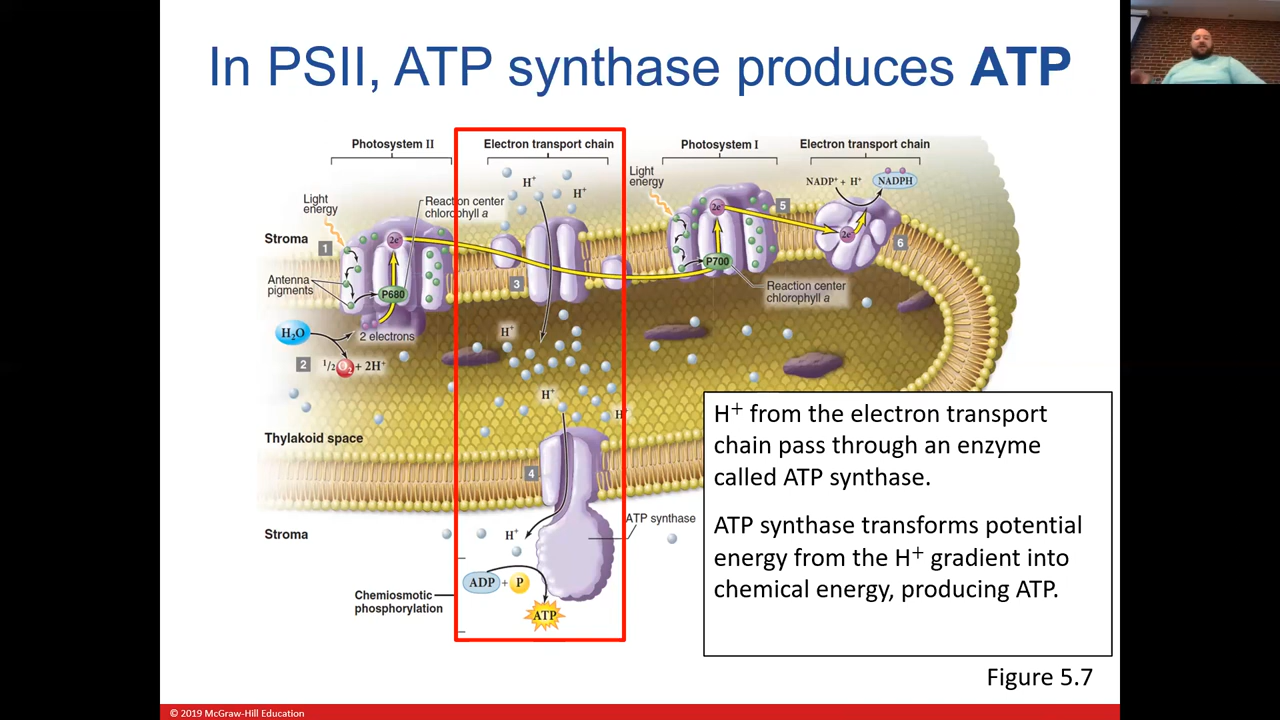 In PSII, ATP synthase produces ATP
Photosystem II
Electron transport chain
Photosystem I
Electron transport chain
H⁺
H⁺
Light
energy
NADP⁺ + H⁺
NADPH
Light
energy
Reaction center
chlorophyll a
2e⁻
5
Stroma
1
2e⁻
2e⁻
6
P700
Antenna
pigments
P680
3
Reaction center
chlorophyll a
H₂O
2 electrons
H⁺
2
1/2 O₂ + 2H⁺
H⁺
H⁺
Thylakoid space
4
H⁺ from the electron transport
chain pass through an enzyme
called ATP synthase.
ATP synthase transforms potential
energy from the H⁺ gradient into
chemical energy, producing ATP.
ATP synthase
Stroma
H⁺
ADP + P
Chemiosmotic
phosphorylation
ATP
Figure 5.7
© 2019 McGraw-Hill Education